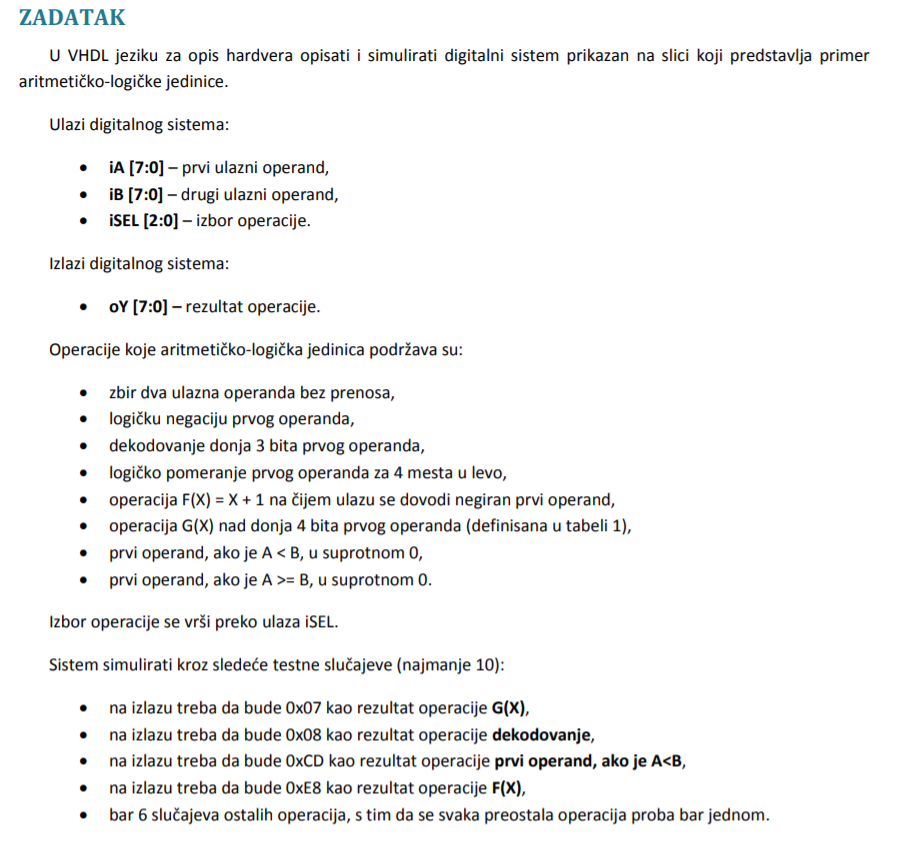 ZADATAK
U VHDL jeziku za opis hardvera opisati i simulirati digitalni sistem prikazan na slici koji predstavlja primer
aritmetičko-logičke jedinice.
Ulazi digitalnog sistema:
• iA [7:0] – prvi ulazni operand,
• iB [7:0] – drugi ulazni operand,
• iSEL [2:0] – izbor operacije.
Izlazi digitalnog sistema:
• oY [7:0] – rezultat operacije.
Operacije koje aritmetičko-logička jedinica podržava su:
• zbir dva ulazna operanda bez prenosa,
• logičku negaciju prvog operanda,
• dekodovanje donja 3 bita prvog operanda,
• logičko pomeranje prvog operanda za 4 mesta u levo,
• operacija F(X) = X + 1 na čijem ulazu se dovodi negiran prvi operand,
• operacija G(X) nad donja 4 bita prvog operanda (definisana u tabeli 1),
• prvi operand, ako je A < B, u suprotnom 0,
• prvi operand, ako je A >= B, u suprotnom 0.
Izbor operacije se vrši preko ulaza iSEL.
Sistem simulirati kroz sledeće testne slučajeve (najmanje 10):
• na izlazu treba da bude 0x07 kao rezultat operacije G(X),
• na izlazu treba da bude 0x08 kao rezultat operacije dekodovanje,
• na izlazu treba da bude 0xCD kao rezultat operacije prvi operand, ako je A<B,
• na izlazu treba da bude 0xE8 kao rezultat operacije F(X),
• bar 6 slučajeva ostalih operacija, s tim da se svaka preostala operacija proba bar jednom.